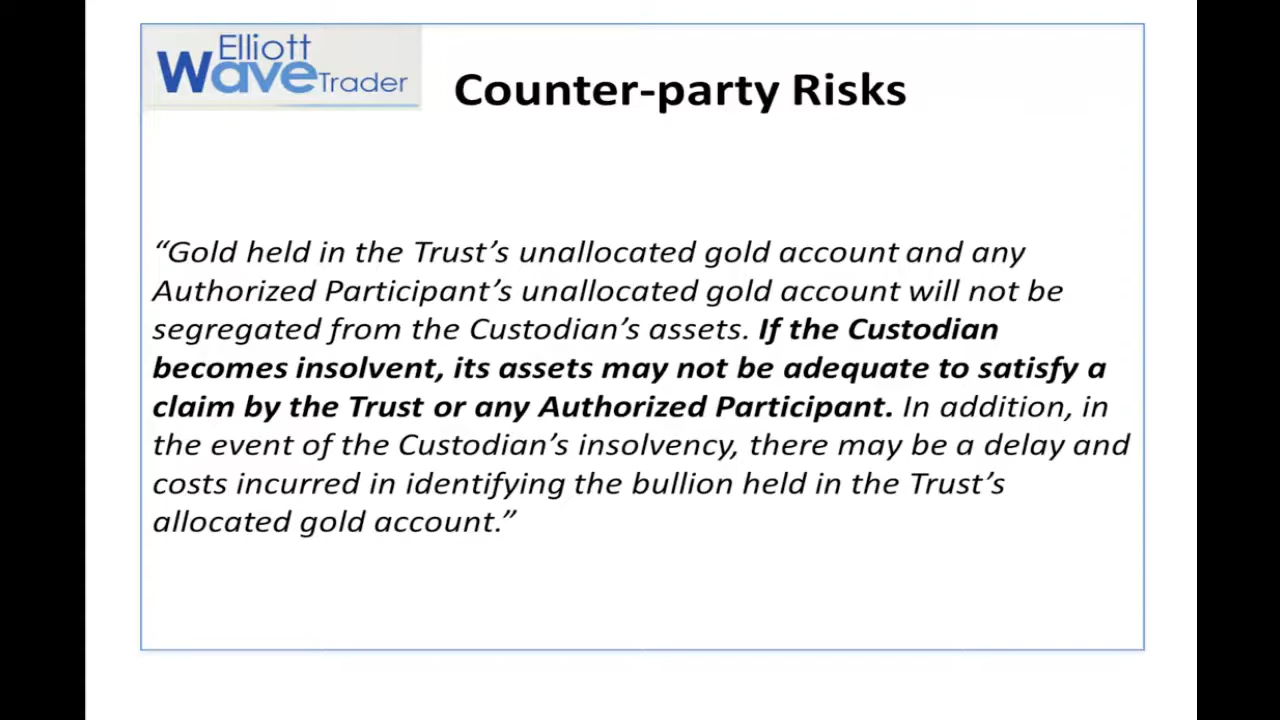 Elliott
WaveTrader
Counter-party Risks
“Gold held in the Trust’s unallocated gold account and any
Authorized Participant’s unallocated gold account will not be
segregated from the Custodian’s assets. If the Custodian
becomes insolvent, its assets may not be adequate to satisfy a
claim by the Trust or any Authorized Participant. In addition, in
the event of the Custodian’s insolvency, there may be a delay and
costs incurred in identifying the bullion held in the Trust’s
allocated gold account.”